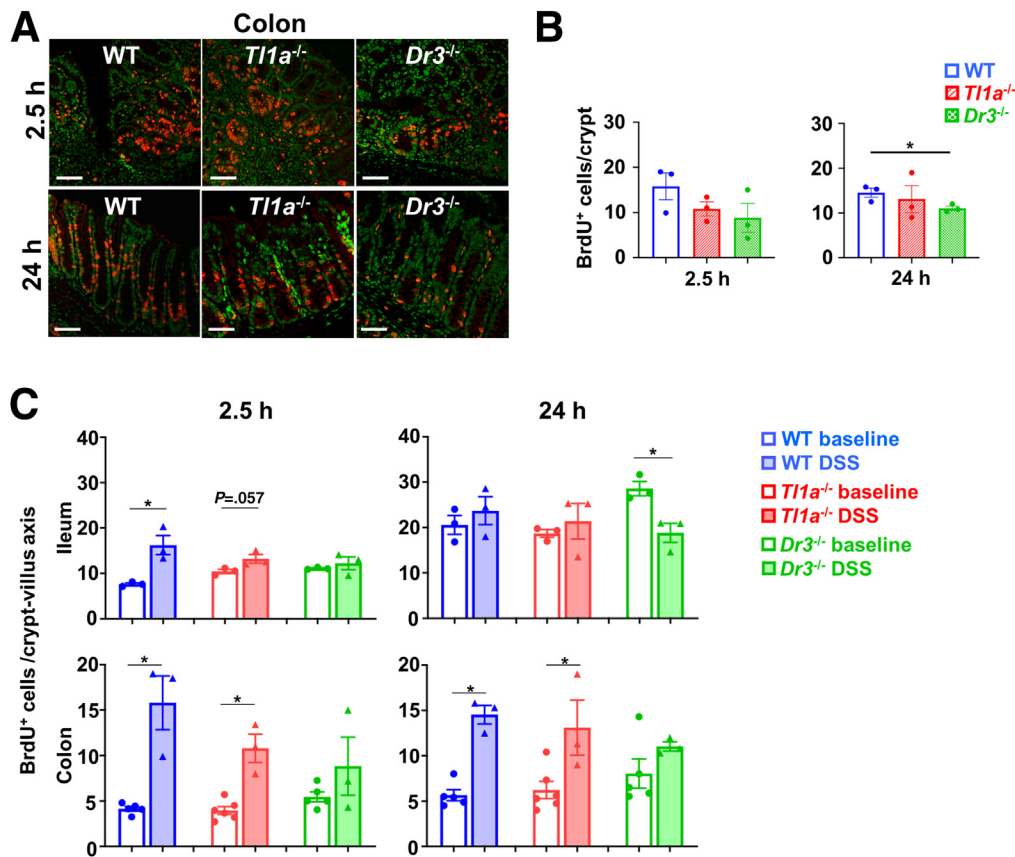 A
Colon
WT
Tl1a-/-
Dr3-/-
2.5 h
WT
Tl1a-/-
Dr3-/-
24 h
B
WT
Tl1a-/-
Dr3-/-
BrdU+ cells/crypt
30
20
10
0
2.5 h
30
20
10
0
*
24 h
C
2.5 h
24 h
BrdU+ cells /crypt-villus axis
Ileum
40
30
20
10
0
*
P=.057
40
30
20
10
0
*
WT baseline
WT DSS
Tl1a-/- baseline
Tl1a-/- DSS
Dr3-/- baseline
Dr3-/- DSS
Colon
20
15
10
5
0
*
*
20
15
10
5
0
*
*